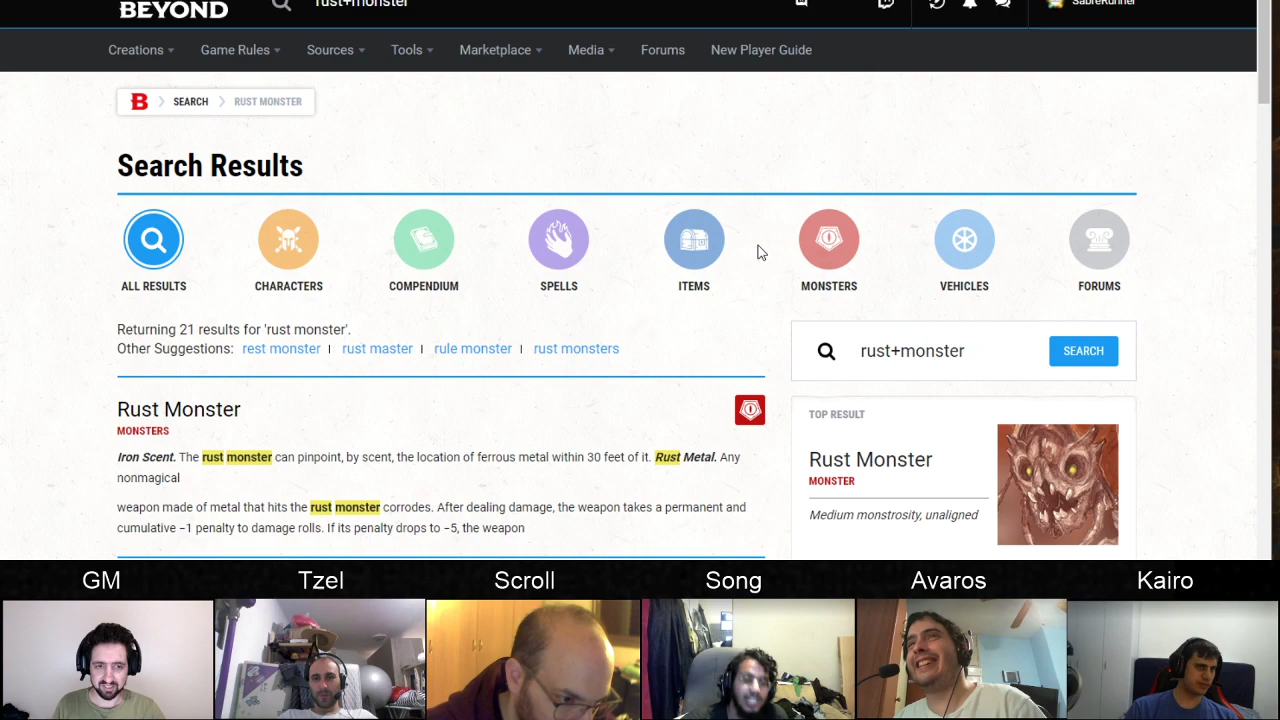 BEYOND
rust+monster
SabreRunner
Creations
Game Rules
Sources
Tools
Marketplace
Media
Forums
New Player Guide
B
SEARCH
RUST MONSTER
Search Results
ALL RESULTS
CHARACTERS
COMPENDIUM
SPELLS
ITEMS
MONSTERS
VEHICLES
FORUMS
Returning 21 results for 'rust monster'.
Other Suggestions: rest monster | rust master | rule monster | rust monsters
rust+monster
SEARCH
Rust Monster
MONSTERS
Iron Scent. The rust monster can pinpoint, by scent, the location of ferrous metal within 30 feet of it. Rust Metal. Any
nonmagical
weapon made of metal that hits the rust monster corrodes. After dealing damage, the weapon takes a permanent and
cumulative −1 penalty to damage rolls. If its penalty drops to −5, the weapon
TOP RESULT
Rust Monster
MONSTER
Medium monstrosity, unaligned
GM
Tzel
Scroll
Song
Avaros
Kairo